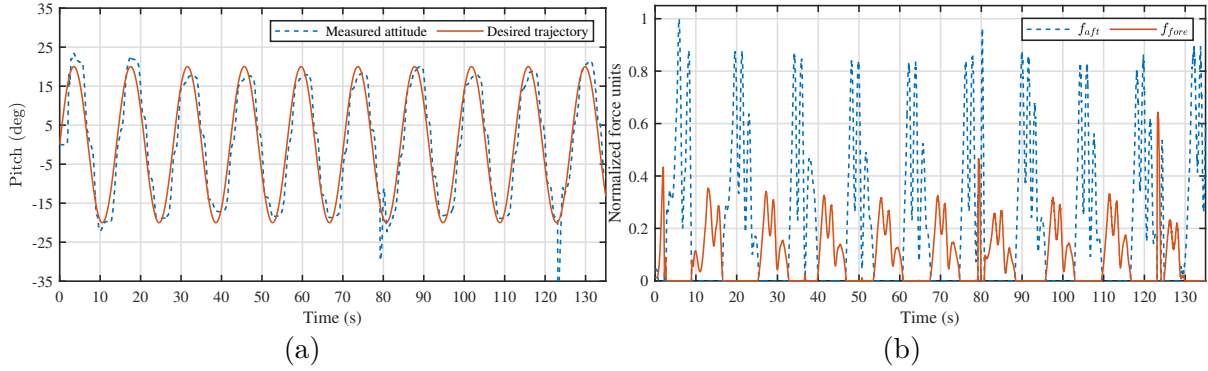 Measured attitude Desired trajectory
35
25
15
5
-5
-15
-25
-35
Pitch (deg)
0 10 20 30 40 50 60 70 80 90 100 110 120 130
Time (s)
(a)
f_aft f_fore
1
0.8
0.6
0.4
0.2
0
Normalized force units
0 10 20 30 40 50 60 70 80 90 100 110 120 130
Time (s)
(b)